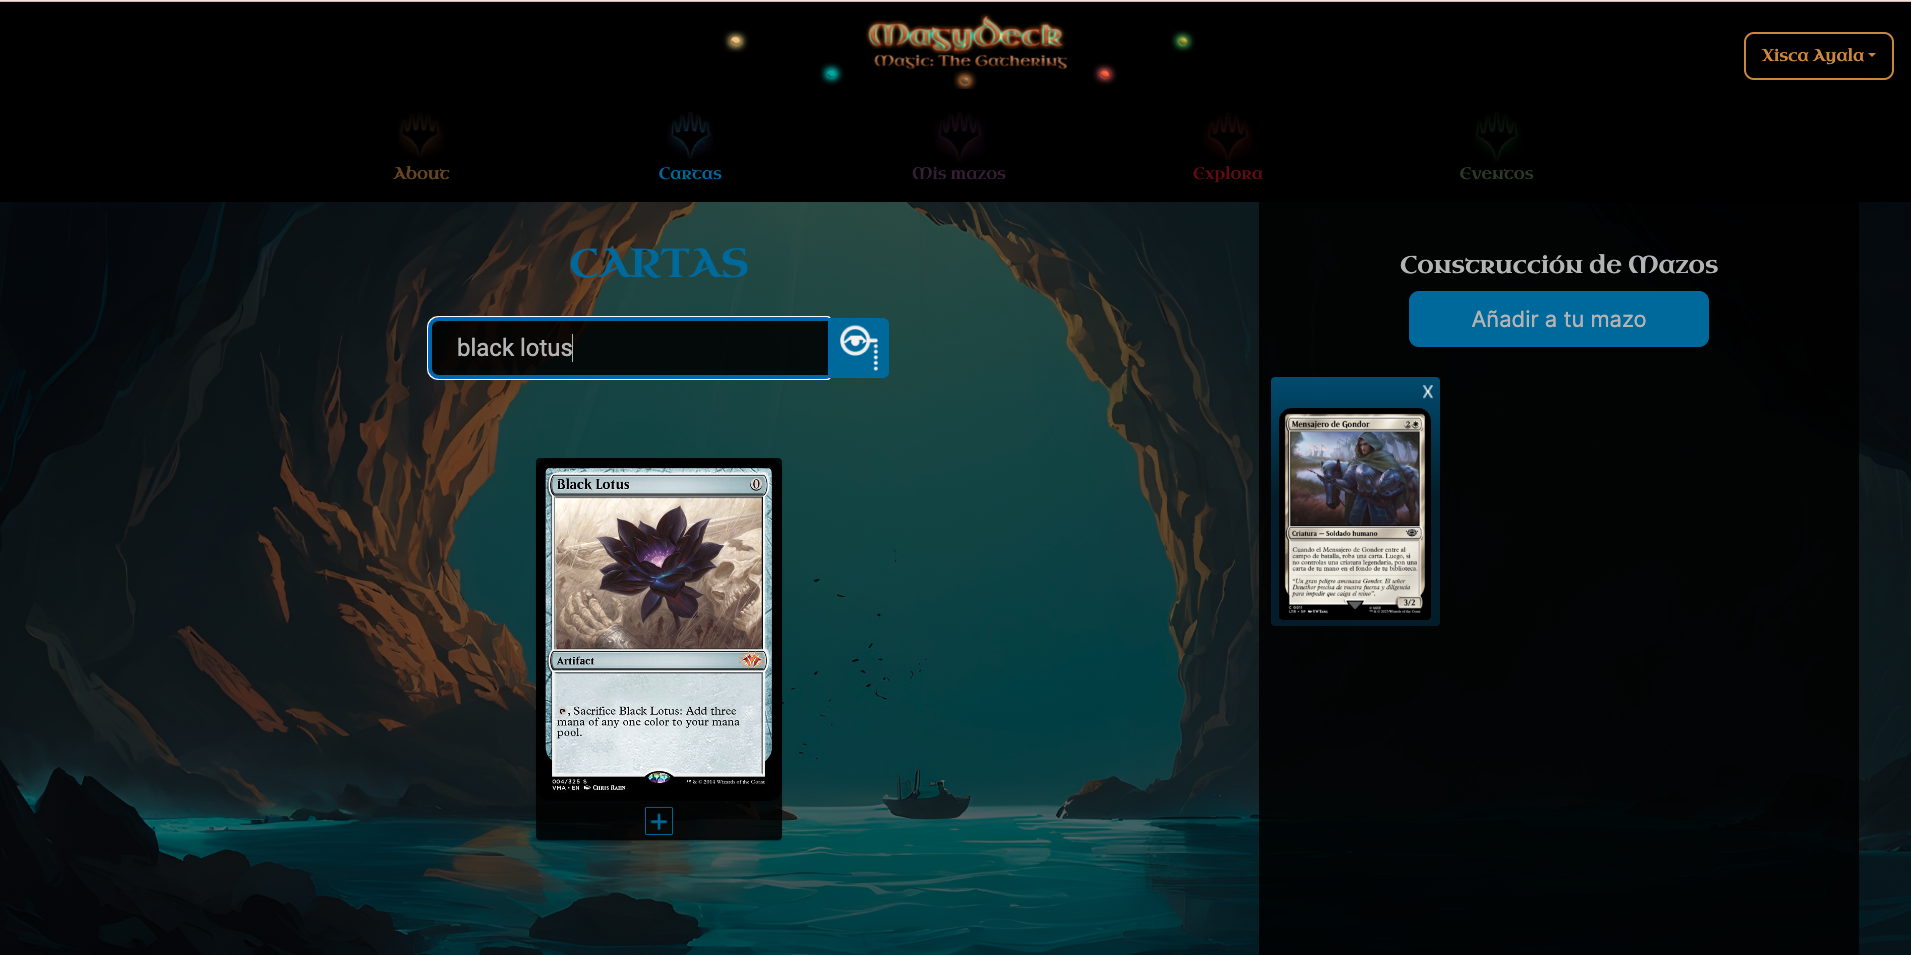 Magydeck
Magic: The Gathering
Xisca Ayala
About
Cartas
Mis mazos
Explora
Eventos
CARTAS
black lotus
Black Lotus 0
Artifact
, Sacrifice Black Lotus: Add three
mana of any one color to your mana
pool.
004/325 S
VMA • EN Chris Rahn
™ & © 2014 Wizards of the Coast
+
Construcción de Mazos
Añadir a tu mazo
X
Mensajero de Gondor 2
Criatura — Soldado humano
Cuando el Mensajero de Gondor entre al
campo de batalla, roba una carta. Luego, si
no controlas una criatura legendaria, pon una
carta de tu mano en el fondo de tu biblioteca.
"Un gran peligro amenaza Gondor. El señor
Denethor precisa de vuestra fuerza y diligencia
para impedir que caiga el reino".
3/2